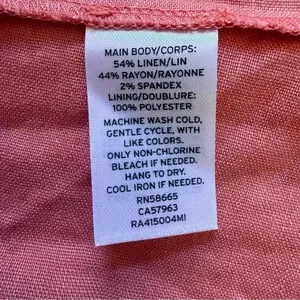 MAIN BODY/CORPS:
54% LINEN/LIN
44% RAYON/RAYONNE
2% SPANDEX
LINING/DOUBLURE:
100% POLYESTER
MACHINE WASH COLD,
GENTLE CYCLE, WITH
LIKE COLORS.
ONLY NON-CHLORINE
BLEACH IF NEEDED.
HANG TO DRY.
COOL IRON IF NEEDED.
RN58665
CA57963
RA415004MI